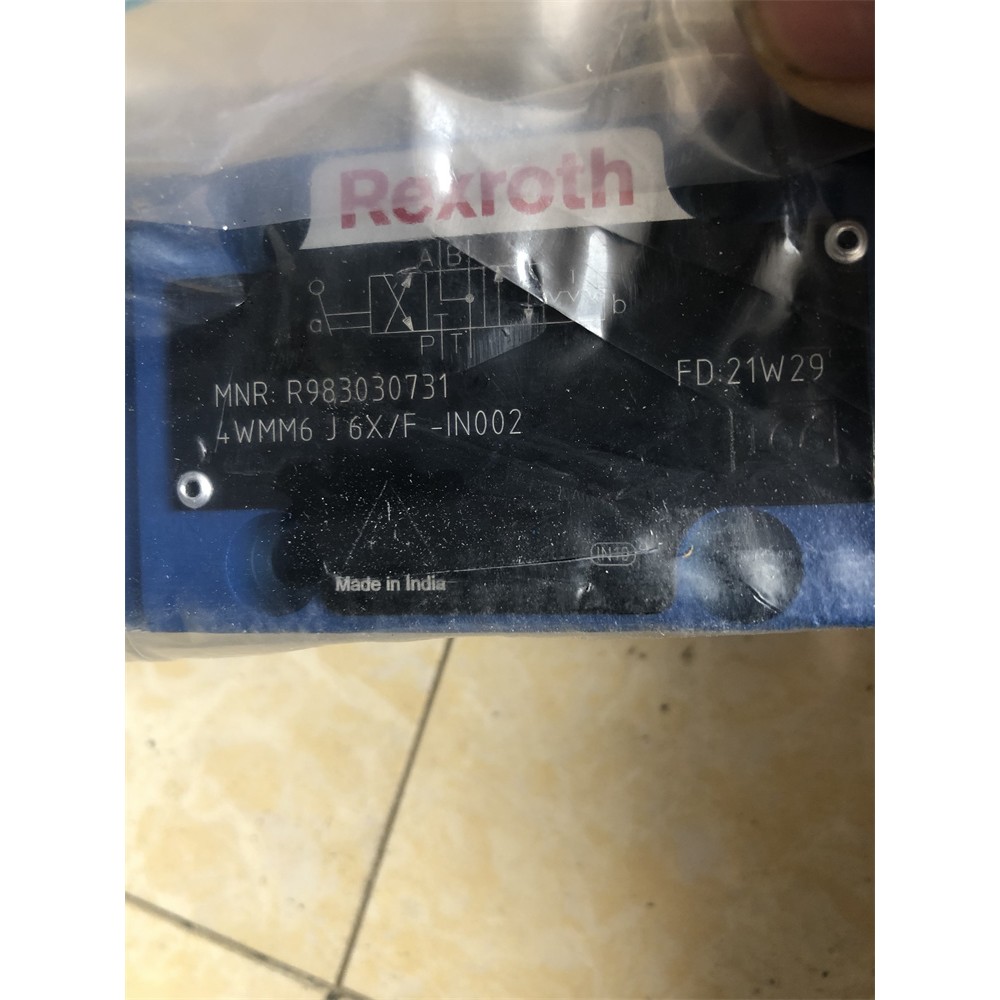 Rexroth
A B
a
b
P T
MNR: R983030731
FD:21W29
4WMM6 J 6X/F -IN002
IN10
Made in India